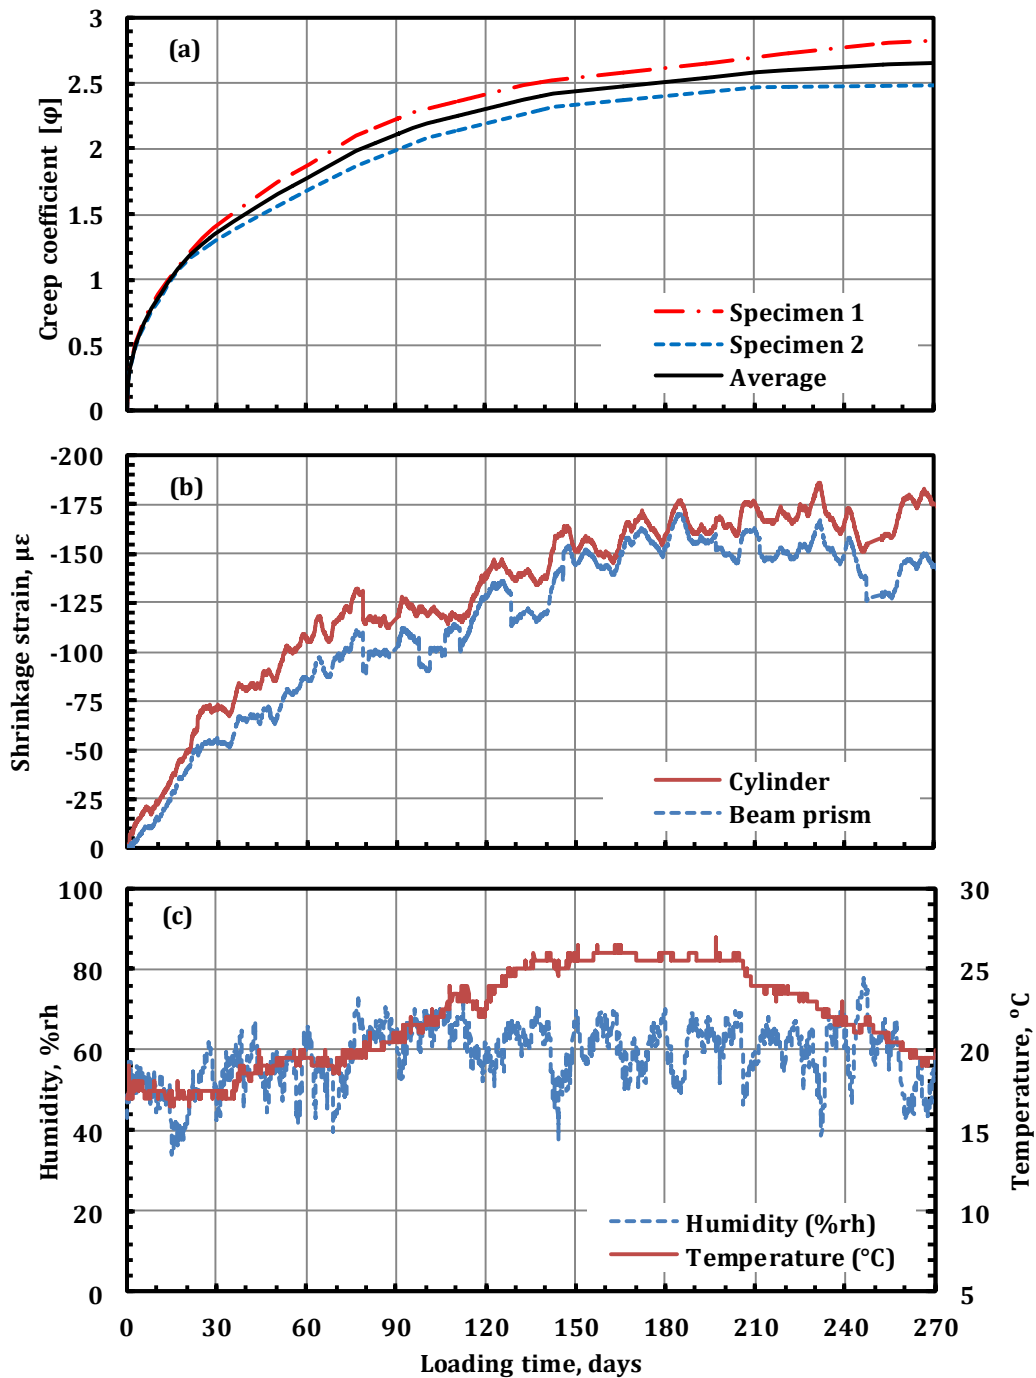 3
2.5
2
1.5
1
0.5
0
Creep coefficient [φ]
(a)
Specimen 1
Specimen 2
Average
-200
-175
-150
-125
-100
-75
-50
-25
0
Shrinkage strain, με
(b)
Cylinder
Beam prism
100
80
60
40
20
0
Humidity, %rh
(c)
Humidity (%rh)
Temperature (°C)
30
25
20
15
10
5
Temperature, °C
0 30 60 90 120 150 180 210 240 270
Loading time, days